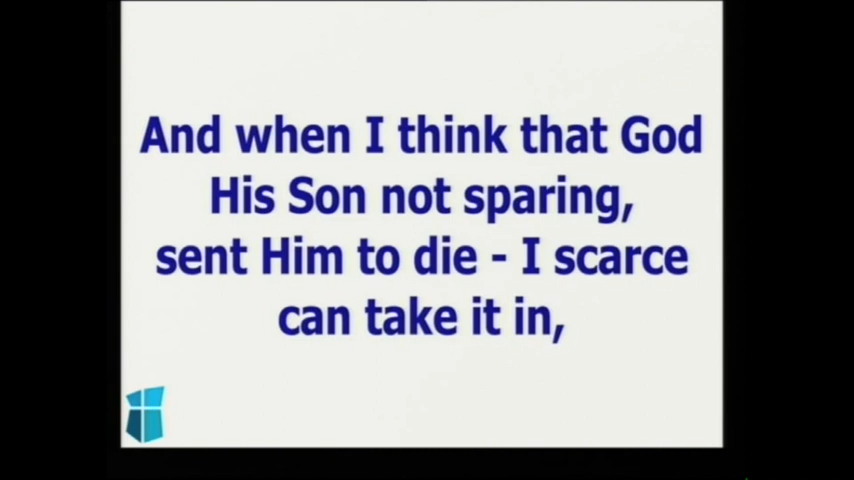 And when I think that God
His Son not sparing,
sent Him to die - I scarce
can take it in,